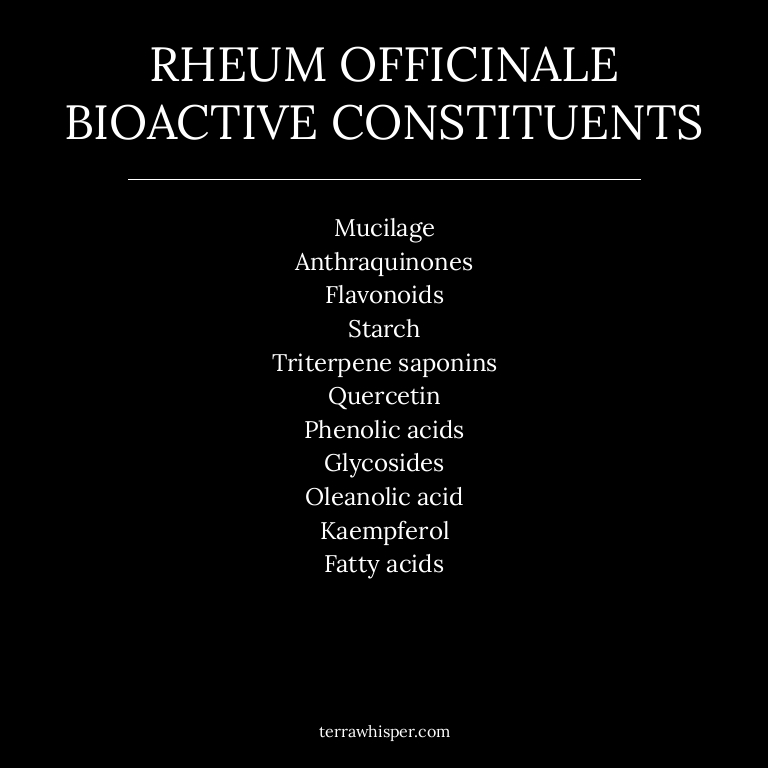 RHEUM OFFICINALE
BIOACTIVE CONSTITUENTS
Mucilage
Anthraquinones
Flavonoids
Starch
Triterpene saponins
Quercetin
Phenolic acids
Glycosides
Oleanolic acid
Kaempferol
Fatty acids
terrawhisper.com